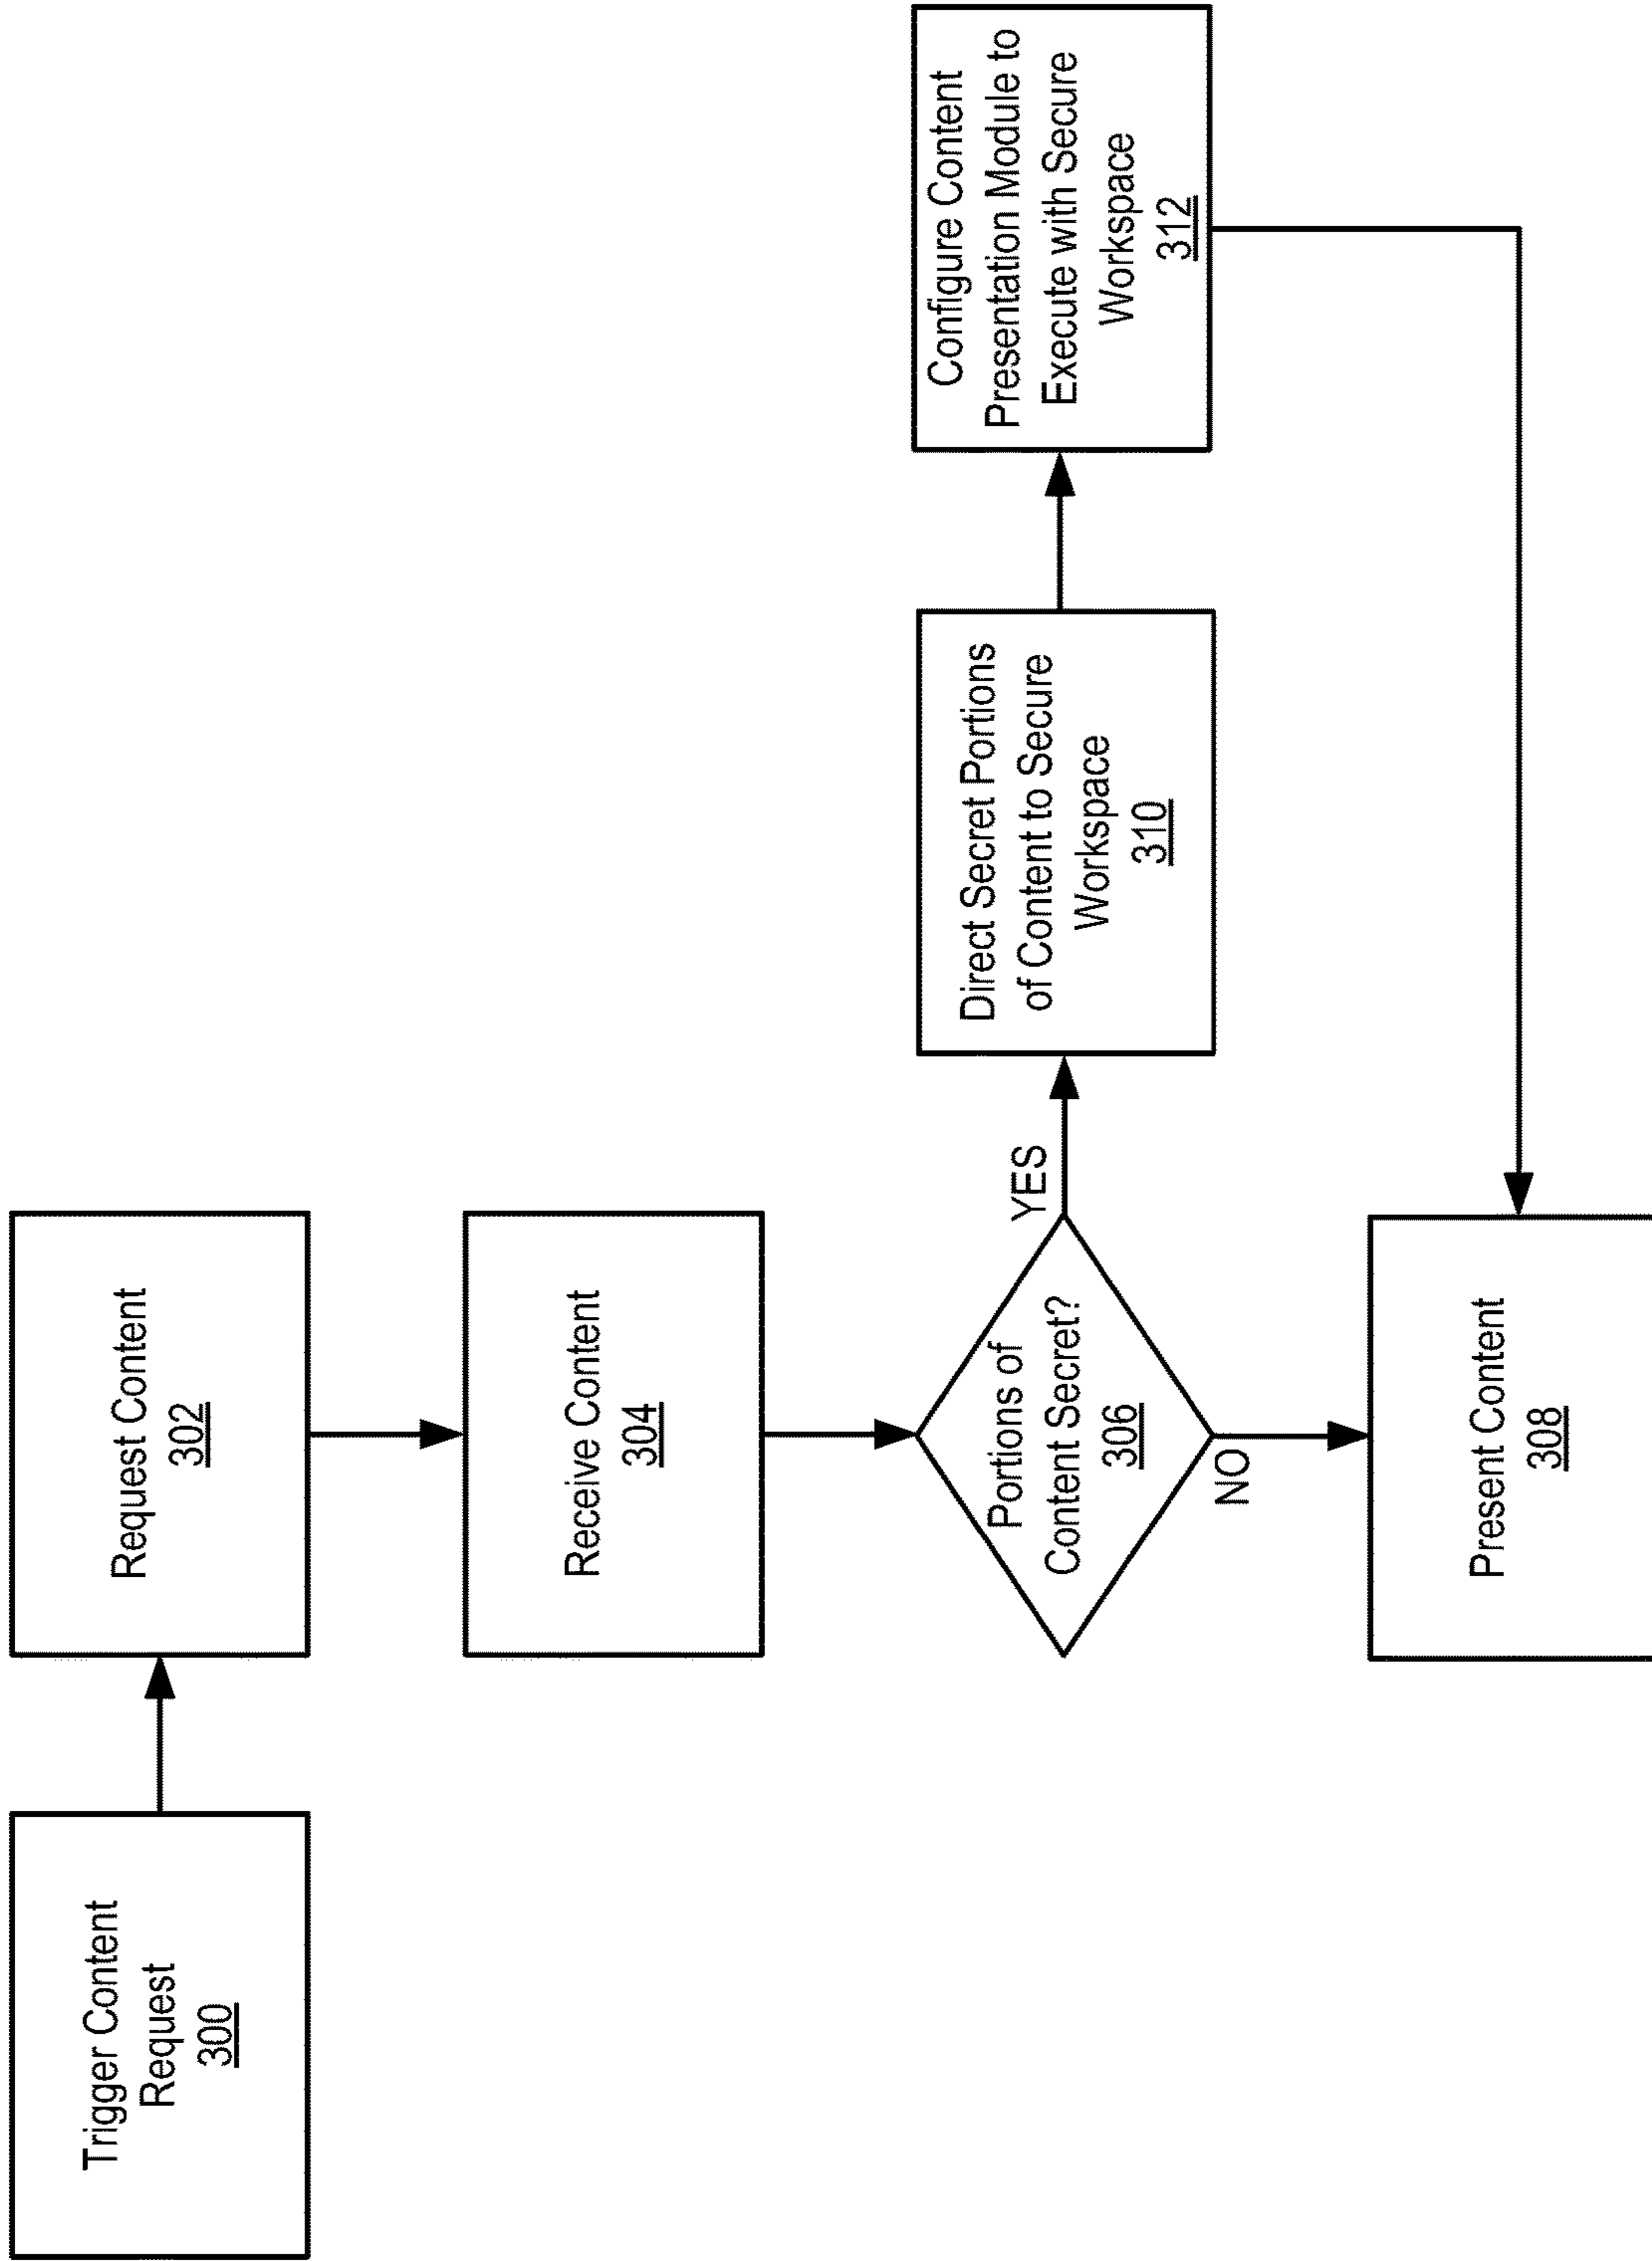 Trigger Content
Request
300
Request Content
302
Receive Content
304
Portions of
Content Secret?
306
YES
NO
Present Content
308
Direct Secret Portions
of Content to Secure
Workspace
310
Configure Content
Presentation Module to
Execute with Secure
Workspace
312